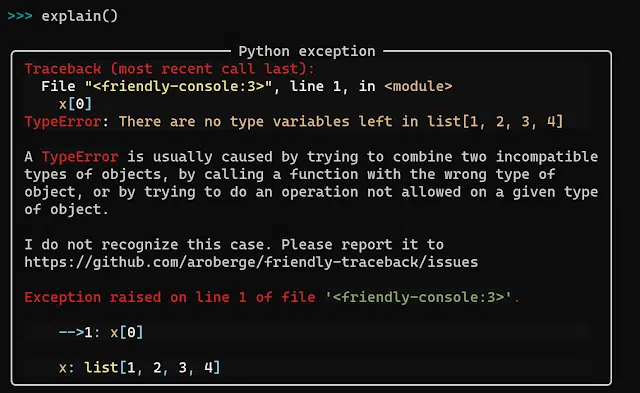 >>> explain()
Python exception
Traceback (most recent call last):
File "<friendly-console:3>", line 1, in <module>
x[0]
TypeError: There are no type variables left in list[1, 2, 3, 4]
A TypeError is usually caused by trying to combine two incompatible
types of objects, by calling a function with the wrong type of
object, or by trying to do an operation not allowed on a given type
of object.
I do not recognize this case. Please report it to
https://github.com/aroberge/friendly-traceback/issues
Exception raised on line 1 of file '<friendly-console:3>'.
-->1: x[0]
x: list[1, 2, 3, 4]